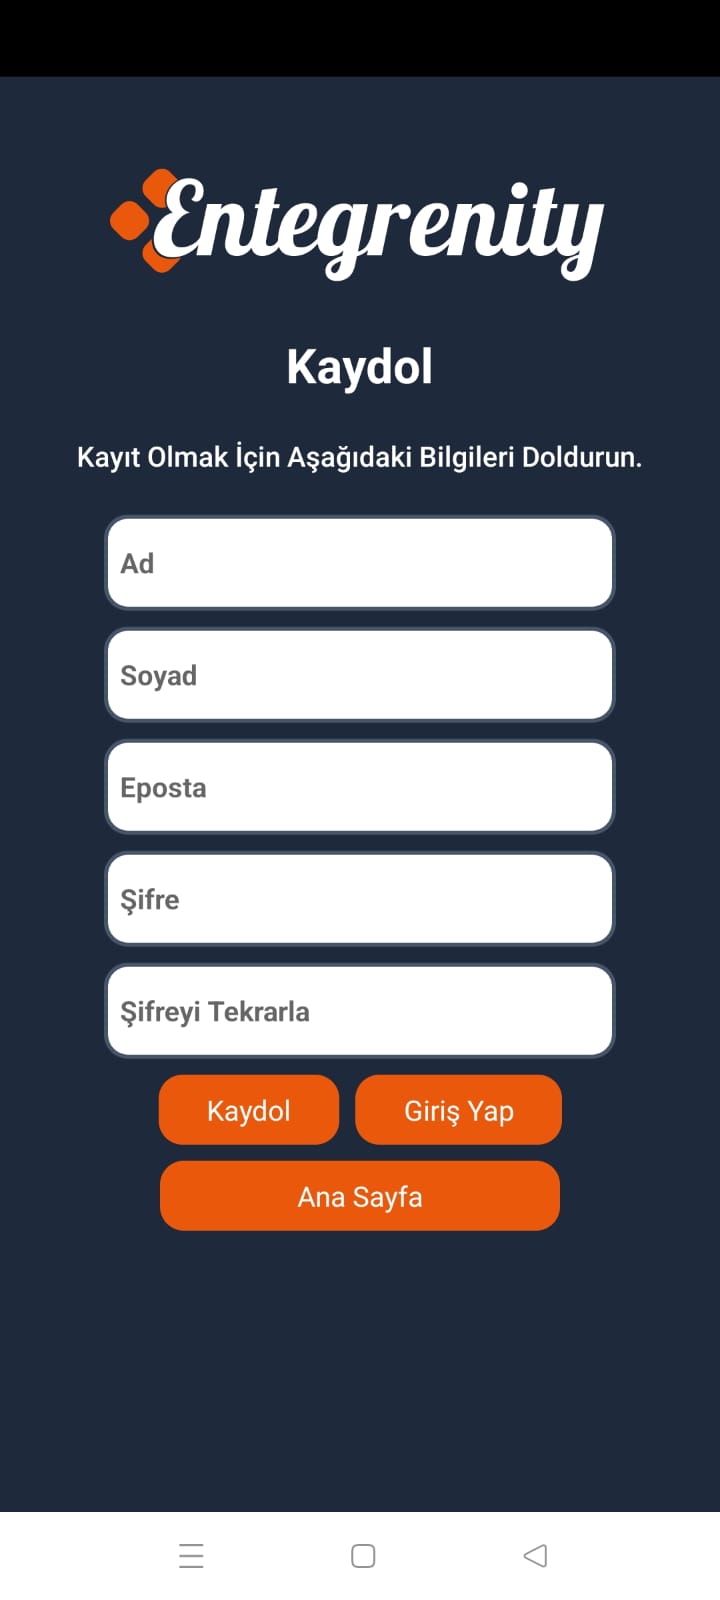 Entegrenity
Kaydol
Kayıt Olmak İçin Aşağıdaki Bilgileri Doldurun.
Ad
Soyad
Eposta
Şifre
Şifreyi Tekrarla
Kaydol Giriş Yap
Ana Sayfa